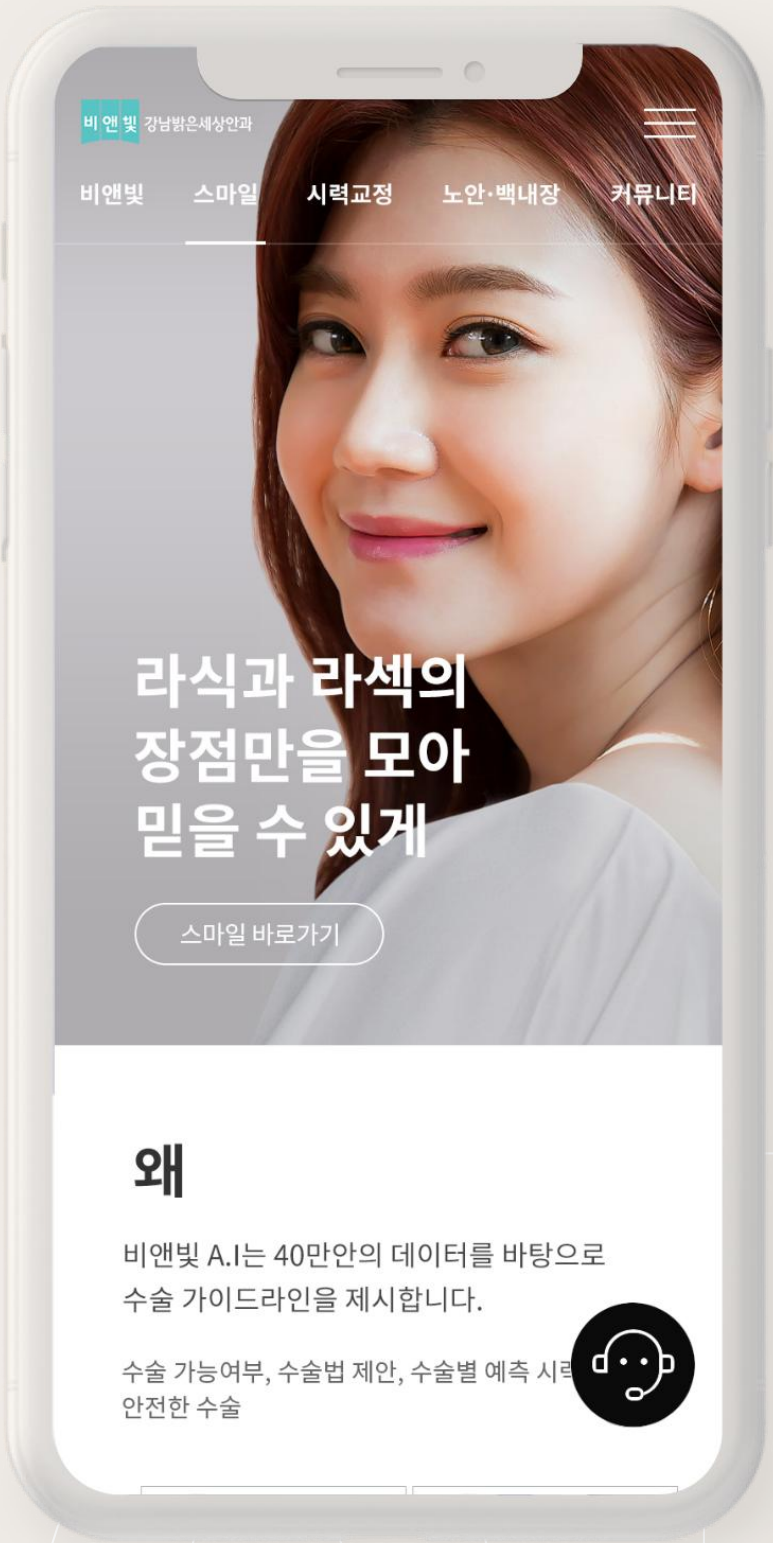 비앤빛 강남밝은세상안과
비앤빛 스마일 시력교정 노안·백내장 커뮤니티
라식과 라섹의
장점만을 모아
믿을 수 있게
스마일 바로가기
왜
비앤빛 A.I는 40만안의 데이터를 바탕으로
수술 가이드라인을 제시합니다.
수술 가능여부, 수술법 제안, 수술별 예측 시력
안전한 수술